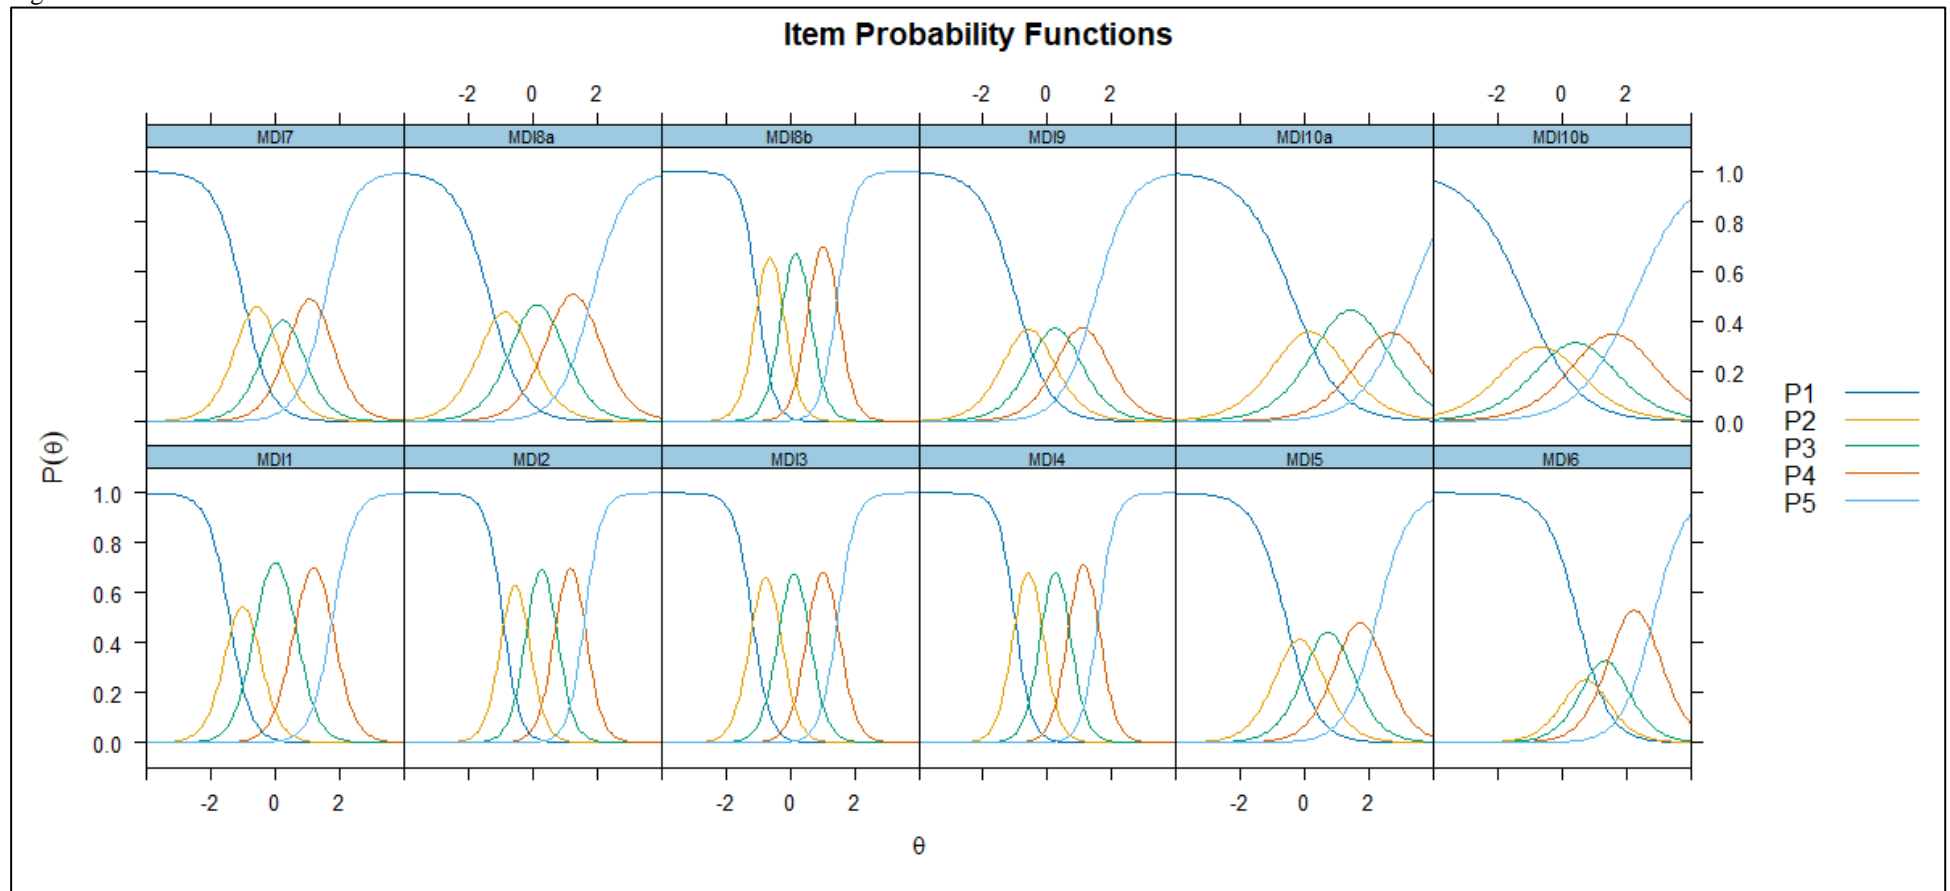 Item Probability Functions
-2 0 2 -2 0 2 -2 0 2
MDI7 MDI8a MDI8b MDI9 MDI10a MDI10b
1.0
0.8
0.6
0.4
0.2
0.0
P1
P2
P3
P4
P5
P(θ)
MDI1 MDI2 MDI3 MDI4 MDI5 MDI6
1.0
0.8
0.6
0.4
0.2
0.0
-2 0 2 -2 0 2 -2 0 2
θ